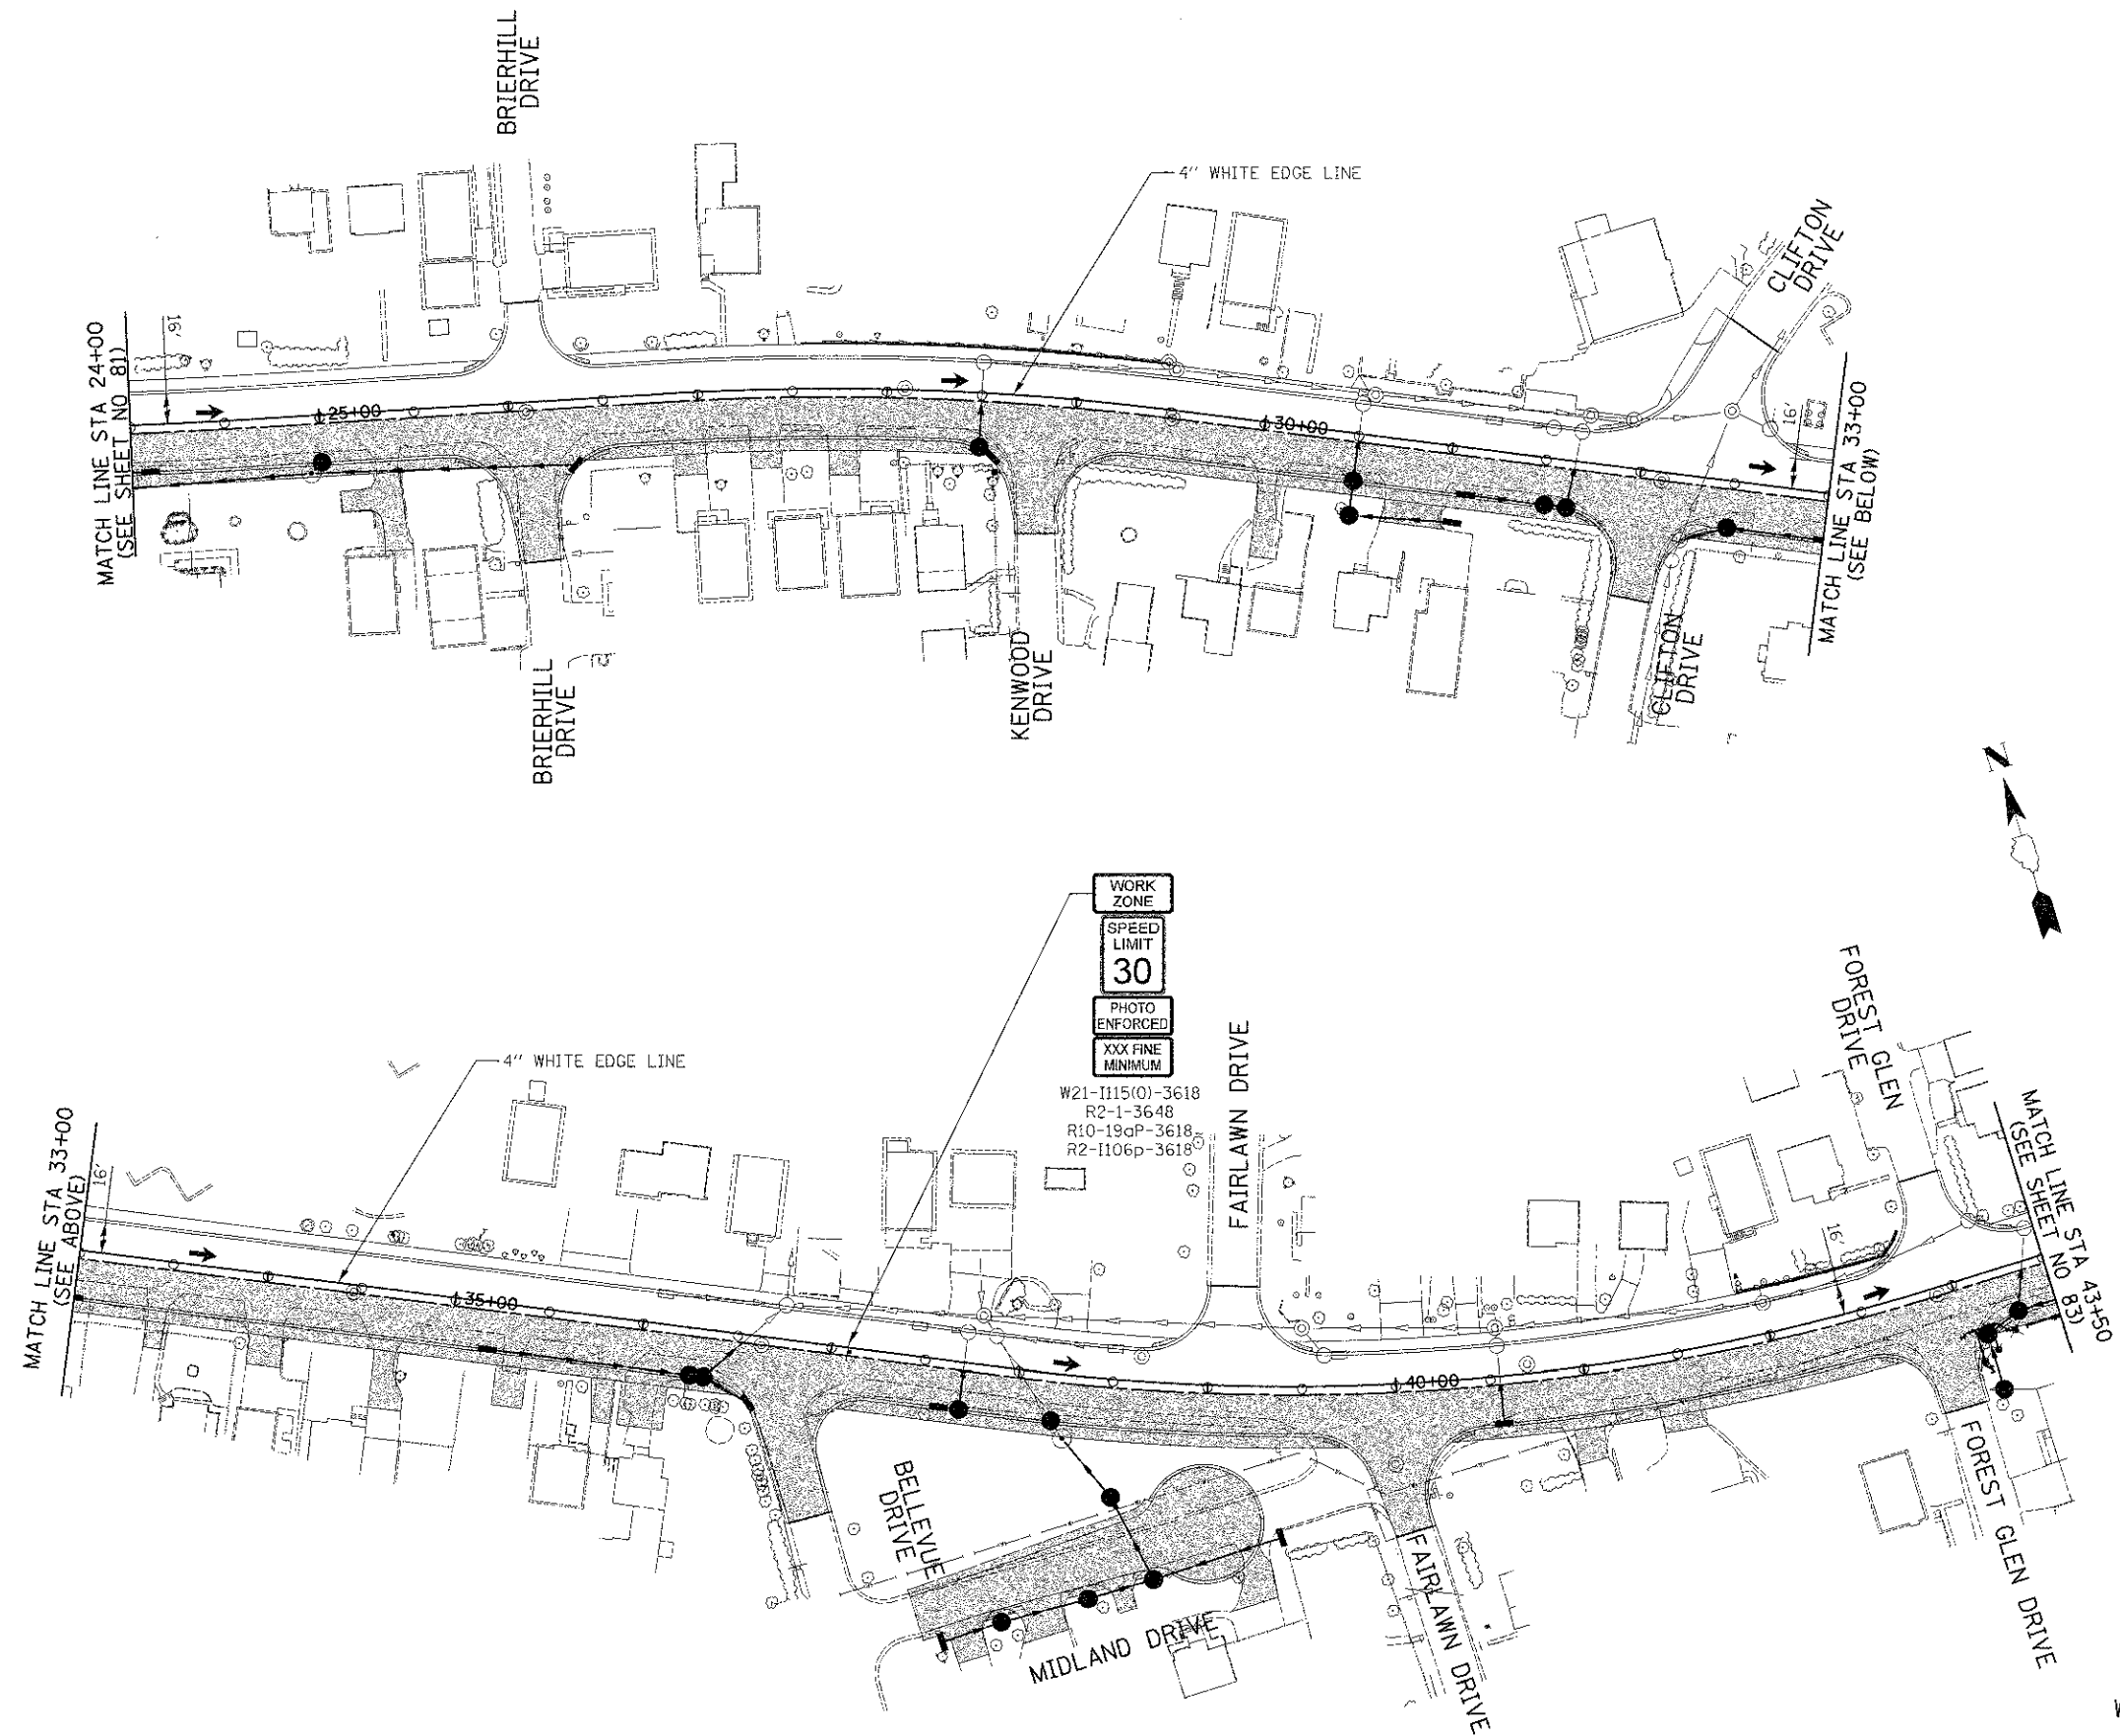 BRIERHILL
DRIVE
4" WHITE EDGE LINE
CLIFTON
DRIVE
MATCH LINE STA 24+00
(SEE SHEET NO 81)
16'
25+00
30+00
16'
MATCH LINE STA 33+00
(SEE BELOW)
BRIERHILL
DRIVE
KENWOOD
DRIVE
CLIFTON
DRIVE
N
WORK
ZONE
SPEED
LIMIT
30
PHOTO
ENFORCED
XXX FINE
MINIMUM
W21-I115(0)-3618
R2-1-3648
R10-19aP-3618
R2-I106p-3618
FAIRLAWN DRIVE
FOREST GLEN
DRIVE
4" WHITE EDGE LINE
MATCH LINE STA 33+00
(SEE ABOVE)
16'
35+00
40+00
16'
MATCH LINE STA 43+50
(SEE SHEET NO 83)
BELLEVUE
DRIVE
MIDLAND DRIVE
FAIRLAWN DRIVE
FOREST GLEN DRIVE